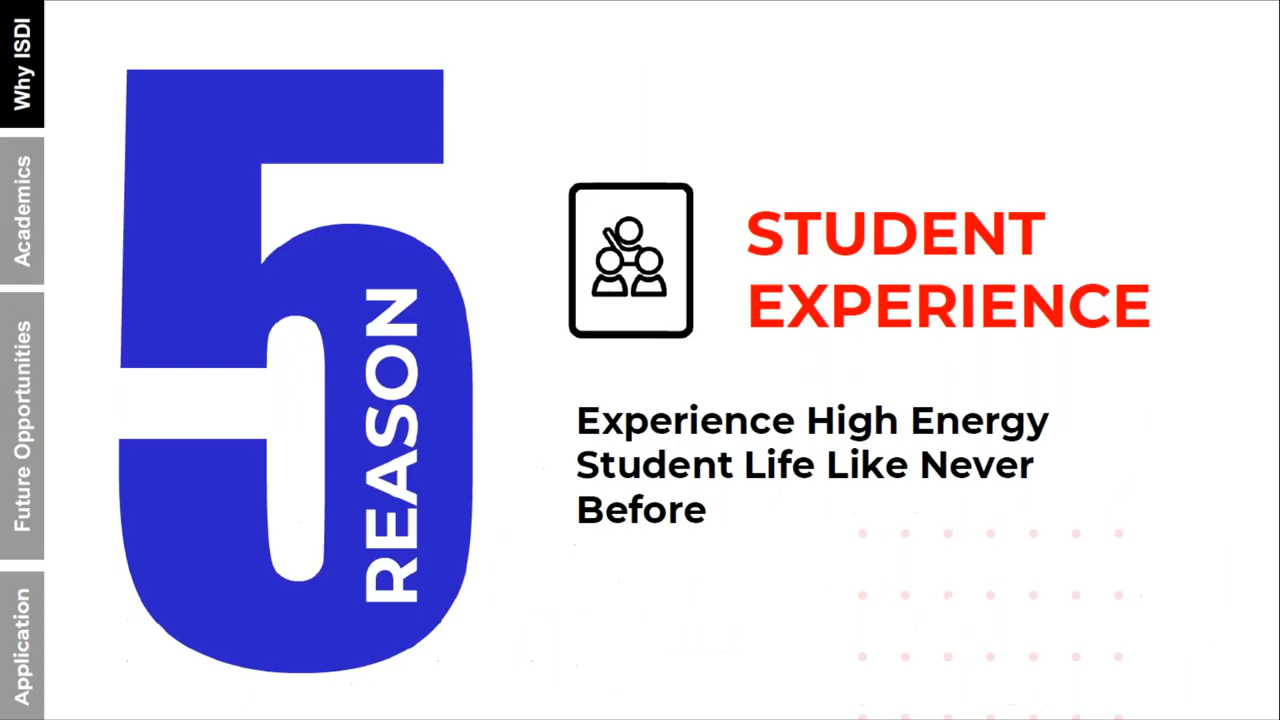 Why ISDI
Academics
Future Opportunities
Application
5
REASON
STUDENT
EXPERIENCE
Experience High Energy
Student Life Like Never
Before